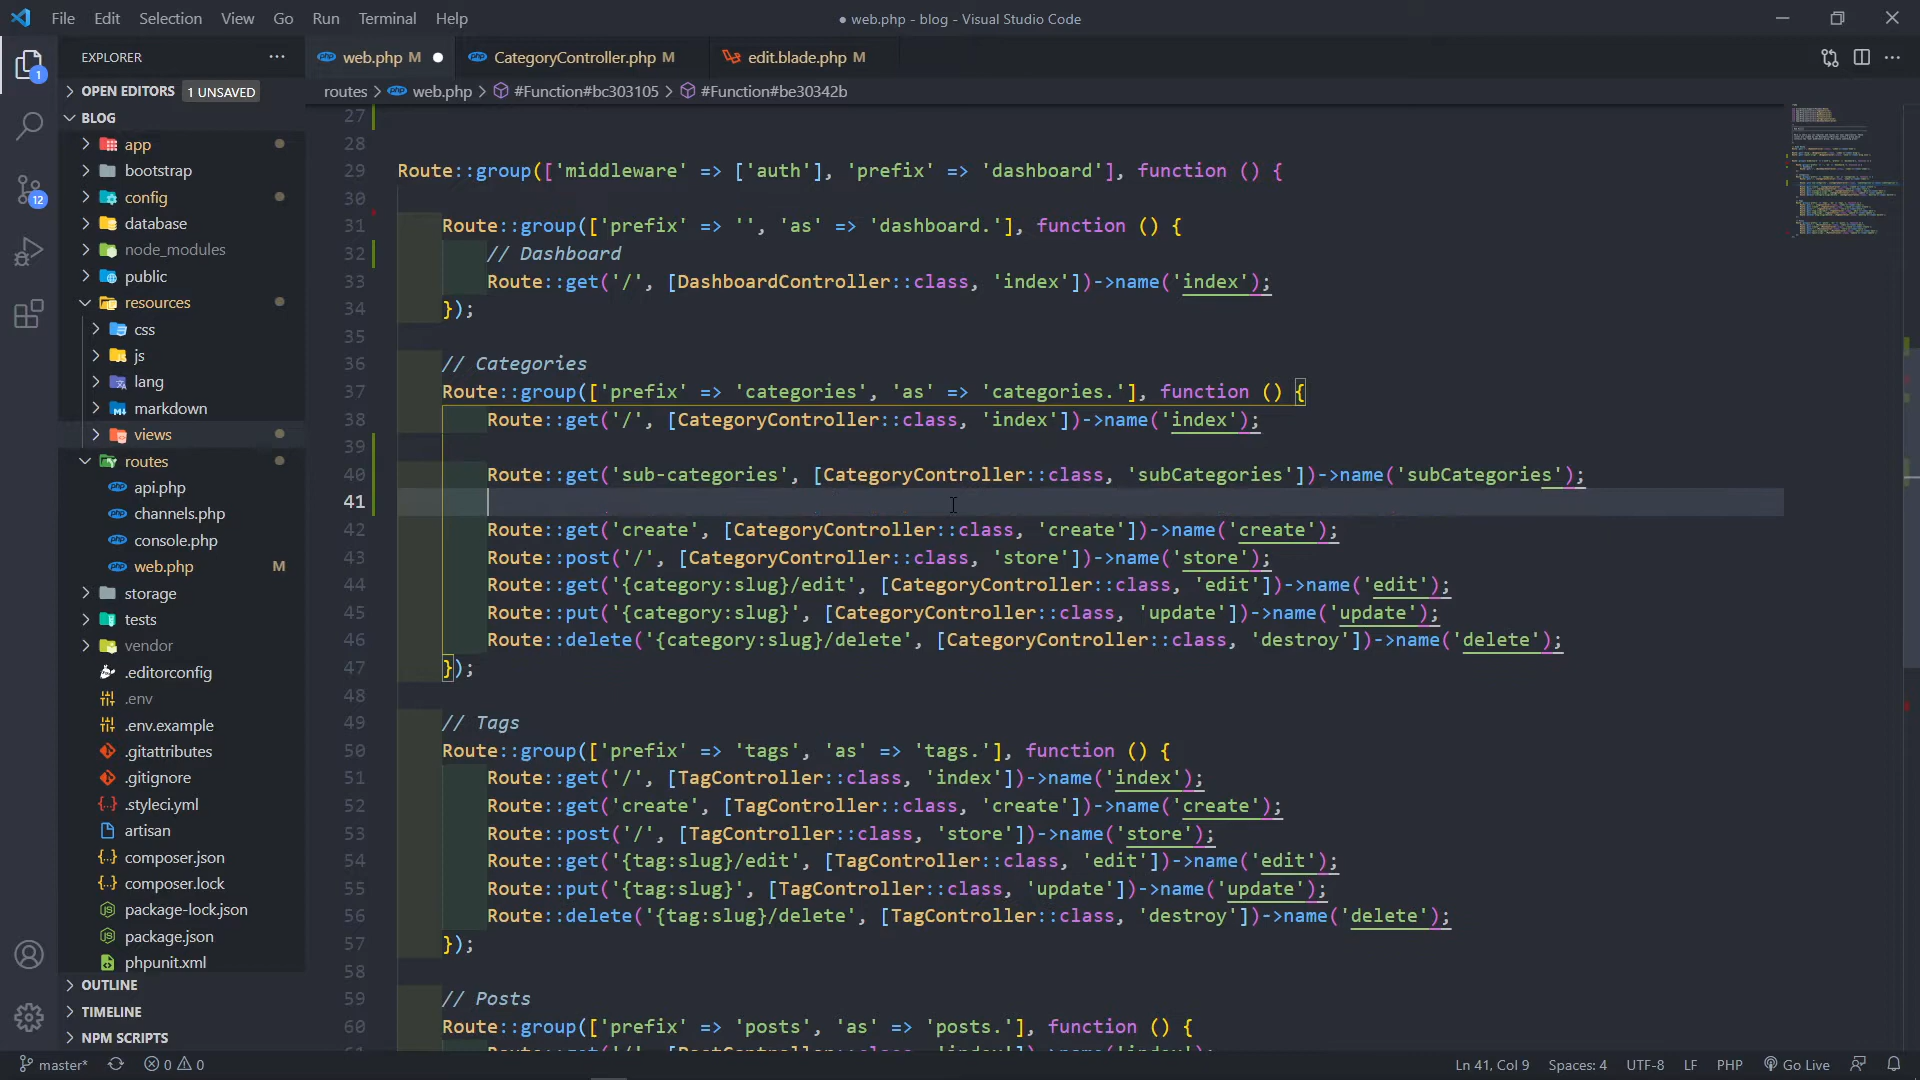 File Edit Selection View Go Run Terminal Help
● web.php - blog - Visual Studio Code
EXPLORER
web.php M
CategoryController.php M
edit.blade.php M
OPEN EDITORS 1 UNSAVED
routes > web.php > #Function#bc303105 > #Function#be30342b
BLOG
app
bootstrap
config
database
node_modules
public
resources
css
js
lang
markdown
views
routes
api.php
channels.php
console.php
web.php M
storage
tests
vendor
.editorconfig
.env
.env.example
.gitattributes
.gitignore
.styleci.yml
artisan
composer.json
composer.lock
package-lock.json
package.json
phpunit.xml
OUTLINE
TIMELINE
NPM SCRIPTS
27
28
29 Route::group(['middleware' => ['auth'], 'prefix' => 'dashboard'], function () {
30
31 Route::group(['prefix' => '', 'as' => 'dashboard.'], function () {
32 // Dashboard
33 Route::get('/', [DashboardController::class, 'index'])->name('index');
34 });
35
36 // Categories
37 Route::group(['prefix' => 'categories', 'as' => 'categories.'], function () {
38 Route::get('/', [CategoryController::class, 'index'])->name('index');
39
40 Route::get('sub-categories', [CategoryController::class, 'subCategories'])->name('subCategories');
41
42 Route::get('create', [CategoryController::class, 'create'])->name('create');
43 Route::post('/', [CategoryController::class, 'store'])->name('store');
44 Route::get('{category:slug}/edit', [CategoryController::class, 'edit'])->name('edit');
45 Route::put('{category:slug}', [CategoryController::class, 'update'])->name('update');
46 Route::delete('{category:slug}/delete', [CategoryController::class, 'destroy'])->name('delete');
47 });
48
49 // Tags
50 Route::group(['prefix' => 'tags', 'as' => 'tags.'], function () {
51 Route::get('/', [TagController::class, 'index'])->name('index');
52 Route::get('create', [TagController::class, 'create'])->name('create');
53 Route::post('/', [TagController::class, 'store'])->name('store');
54 Route::get('{tag:slug}/edit', [TagController::class, 'edit'])->name('edit');
55 Route::put('{tag:slug}', [TagController::class, 'update'])->name('update');
56 Route::delete('{tag:slug}/delete', [TagController::class, 'destroy'])->name('delete');
57 });
58
59 // Posts
60 Route::group(['prefix' => 'posts', 'as' => 'posts.'], function () {
master* 0 0
Ln 41, Col 9 Spaces: 4 UTF-8 LF PHP Go Live
1
12